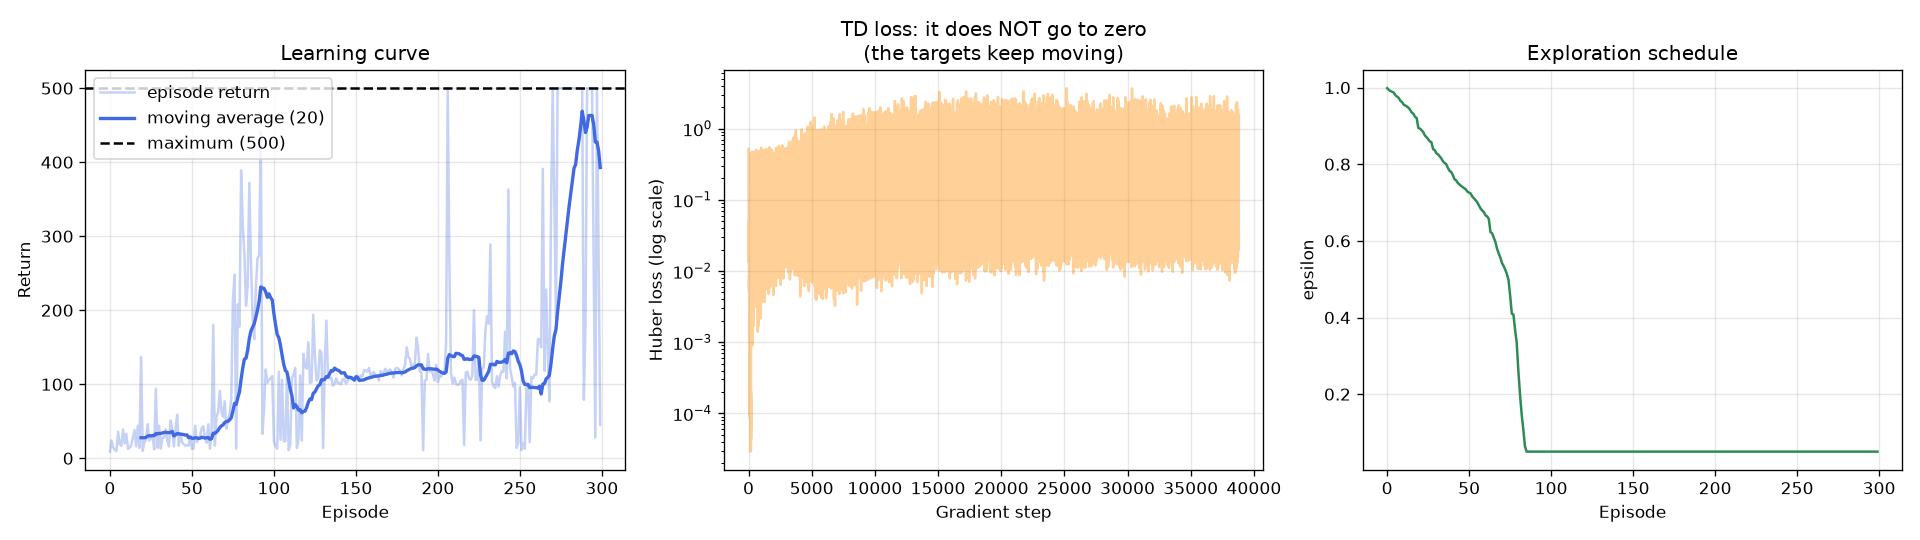 Learning curve
episode return
moving average (20)
maximum (500)
500
400
300
200
100
0
Return
0 50 100 150 200 250 300
Episode
TD loss: it does NOT go to zero
(the targets keep moving)
10⁰
10⁻¹
10⁻²
10⁻³
10⁻⁴
Huber loss (log scale)
0 5000 10000 15000 20000 25000 30000 35000 40000
Gradient step
Exploration schedule
1.0
0.8
0.6
0.4
0.2
epsilon
0 50 100 150 200 250 300
Episode